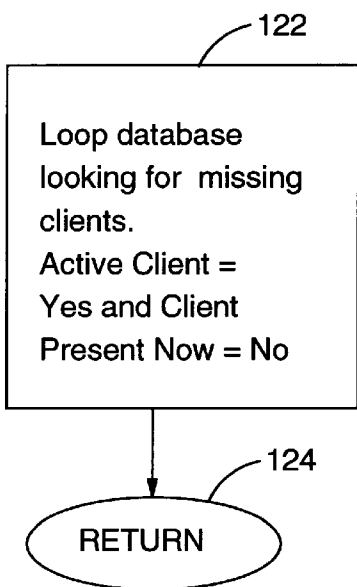 122
Loop database
looking for missing
clients.
Active Client =
Yes and Client
Present Now = No
124
RETURN